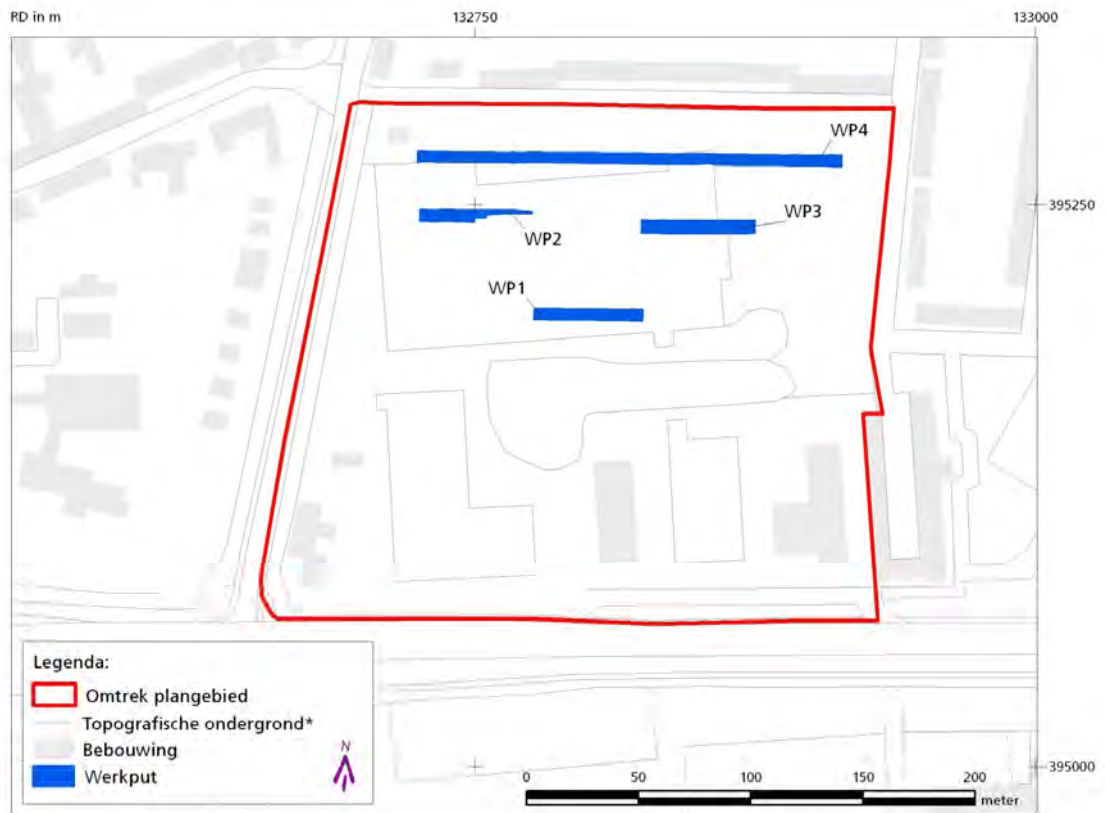 RD in m
132750
133000
WP4
395250
WP3
WP2
WP1
Legenda:
Omtrek plangebied
Topografische ondergrond*
Bebouwing
Werkput
N
0 50 100 150 200
meter
395000